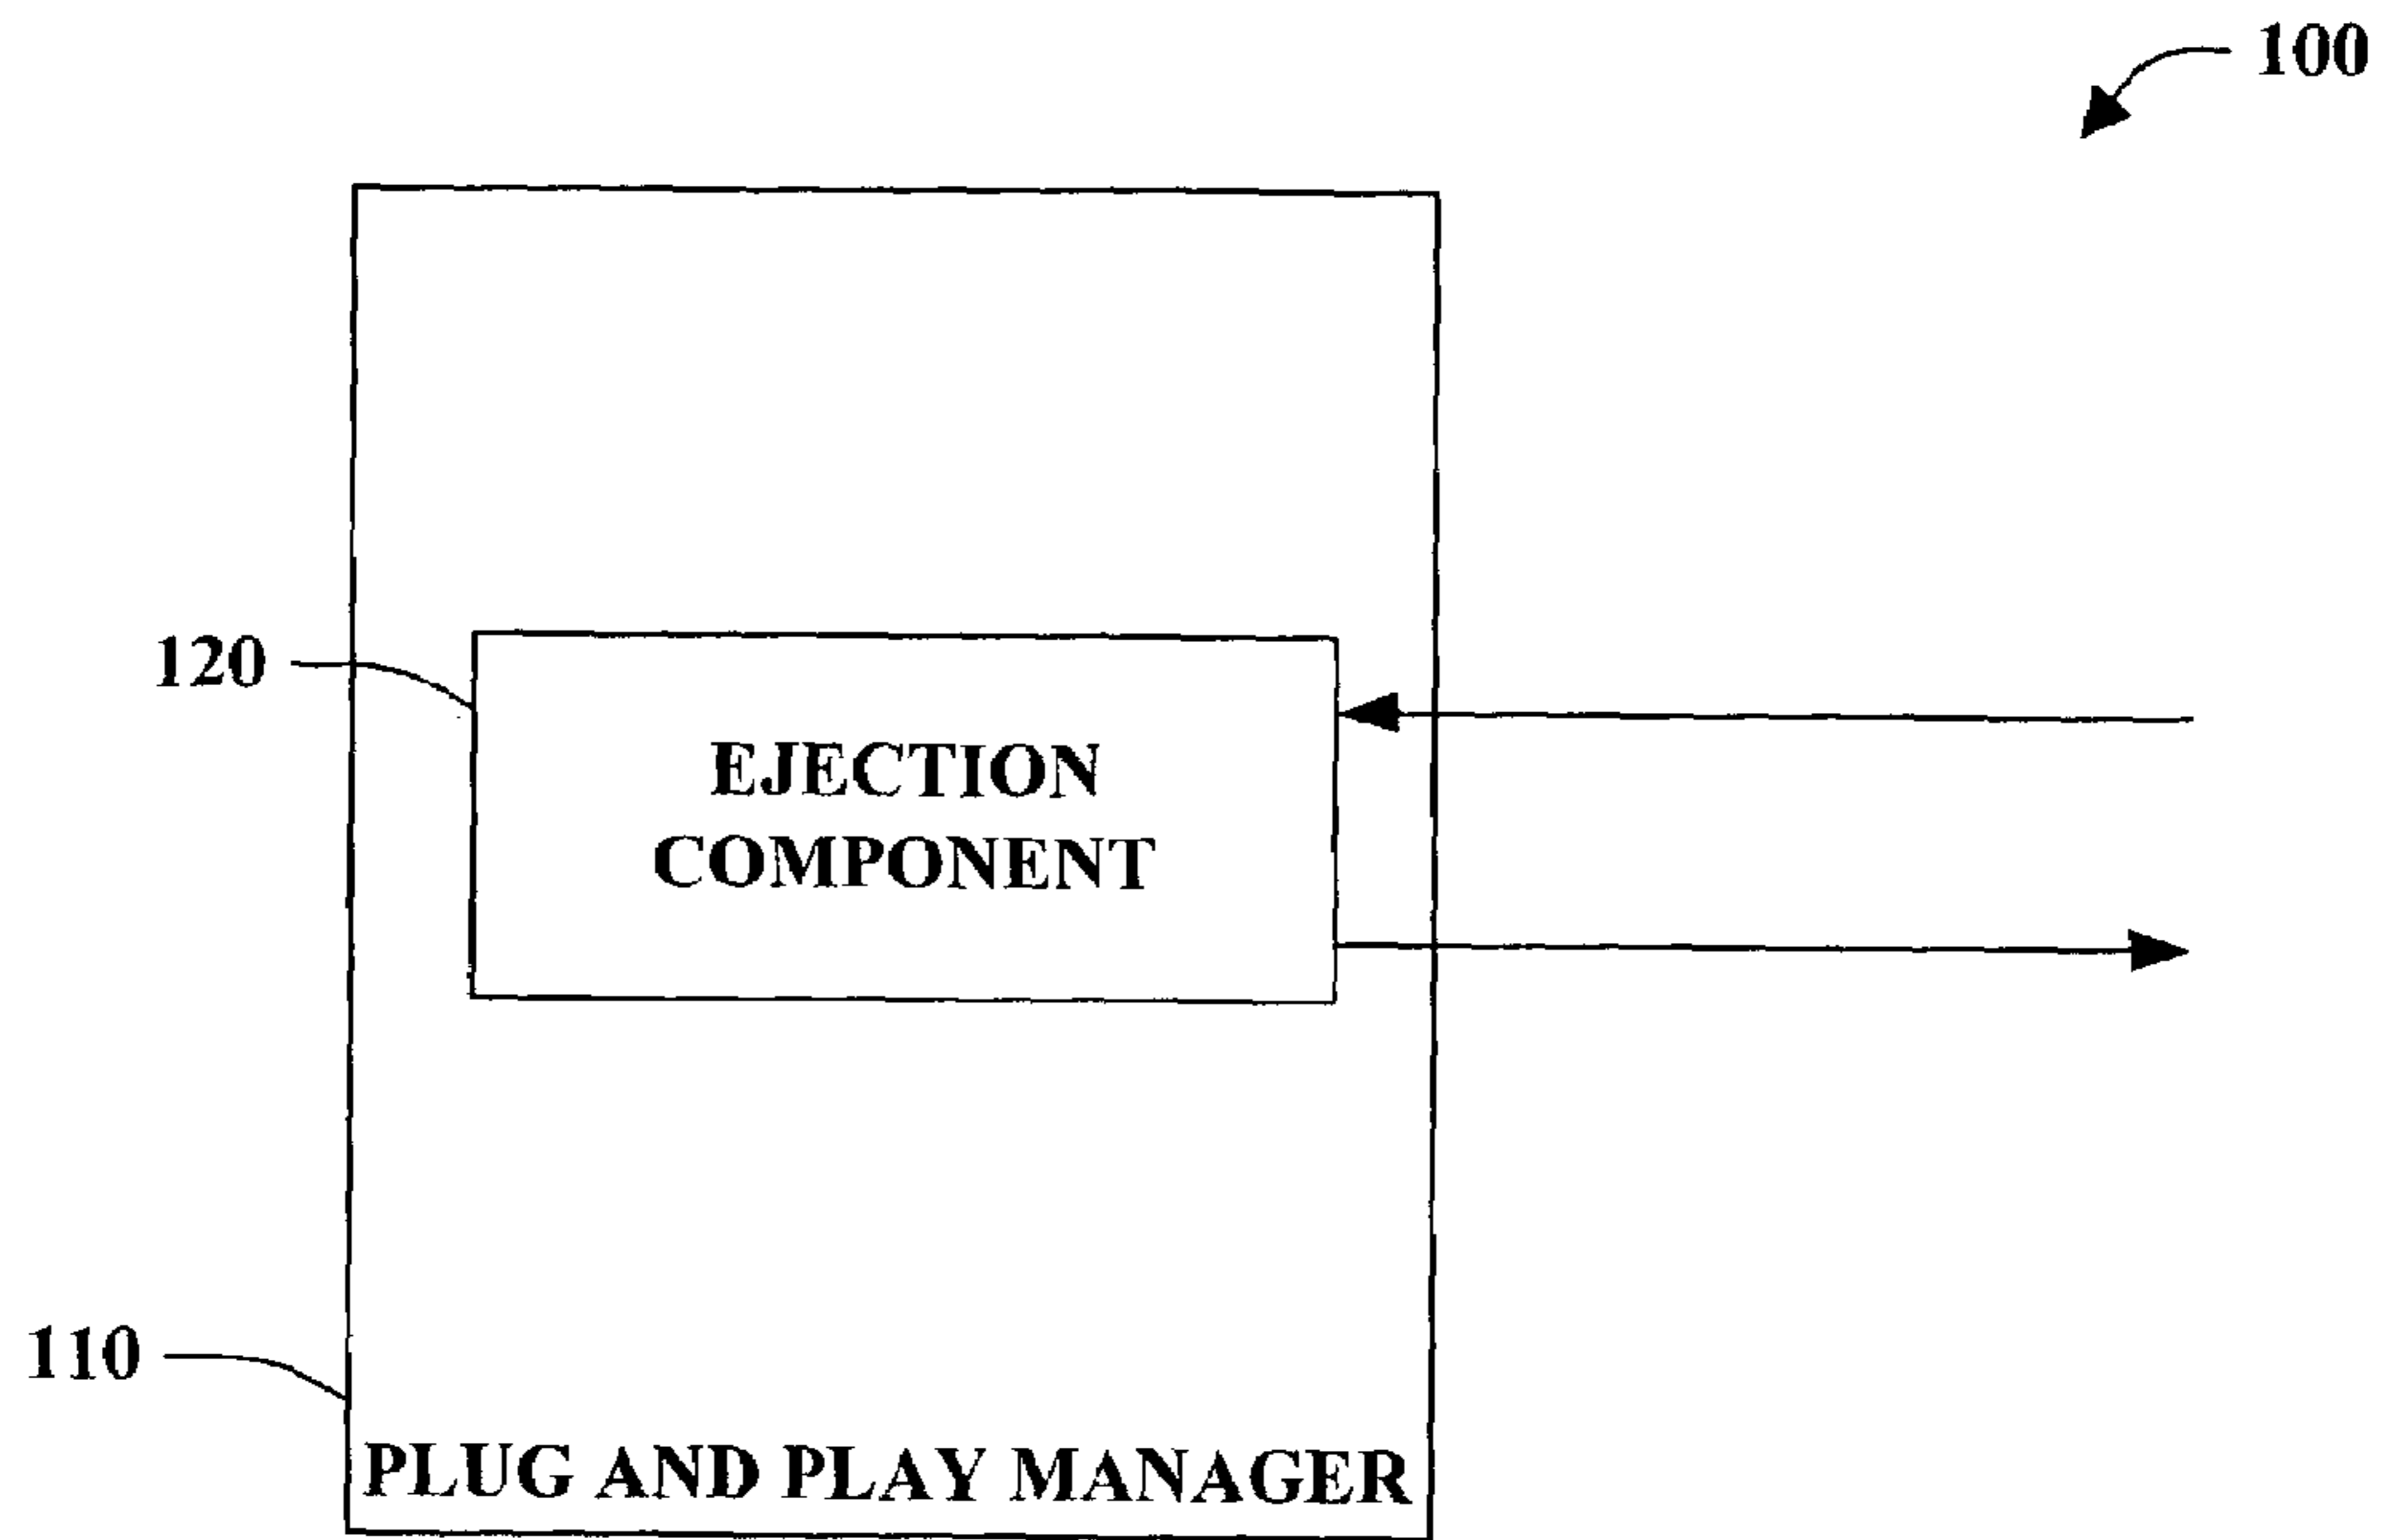 100
120
EJECTION
COMPONENT
110
PLUG AND PLAY MANAGER